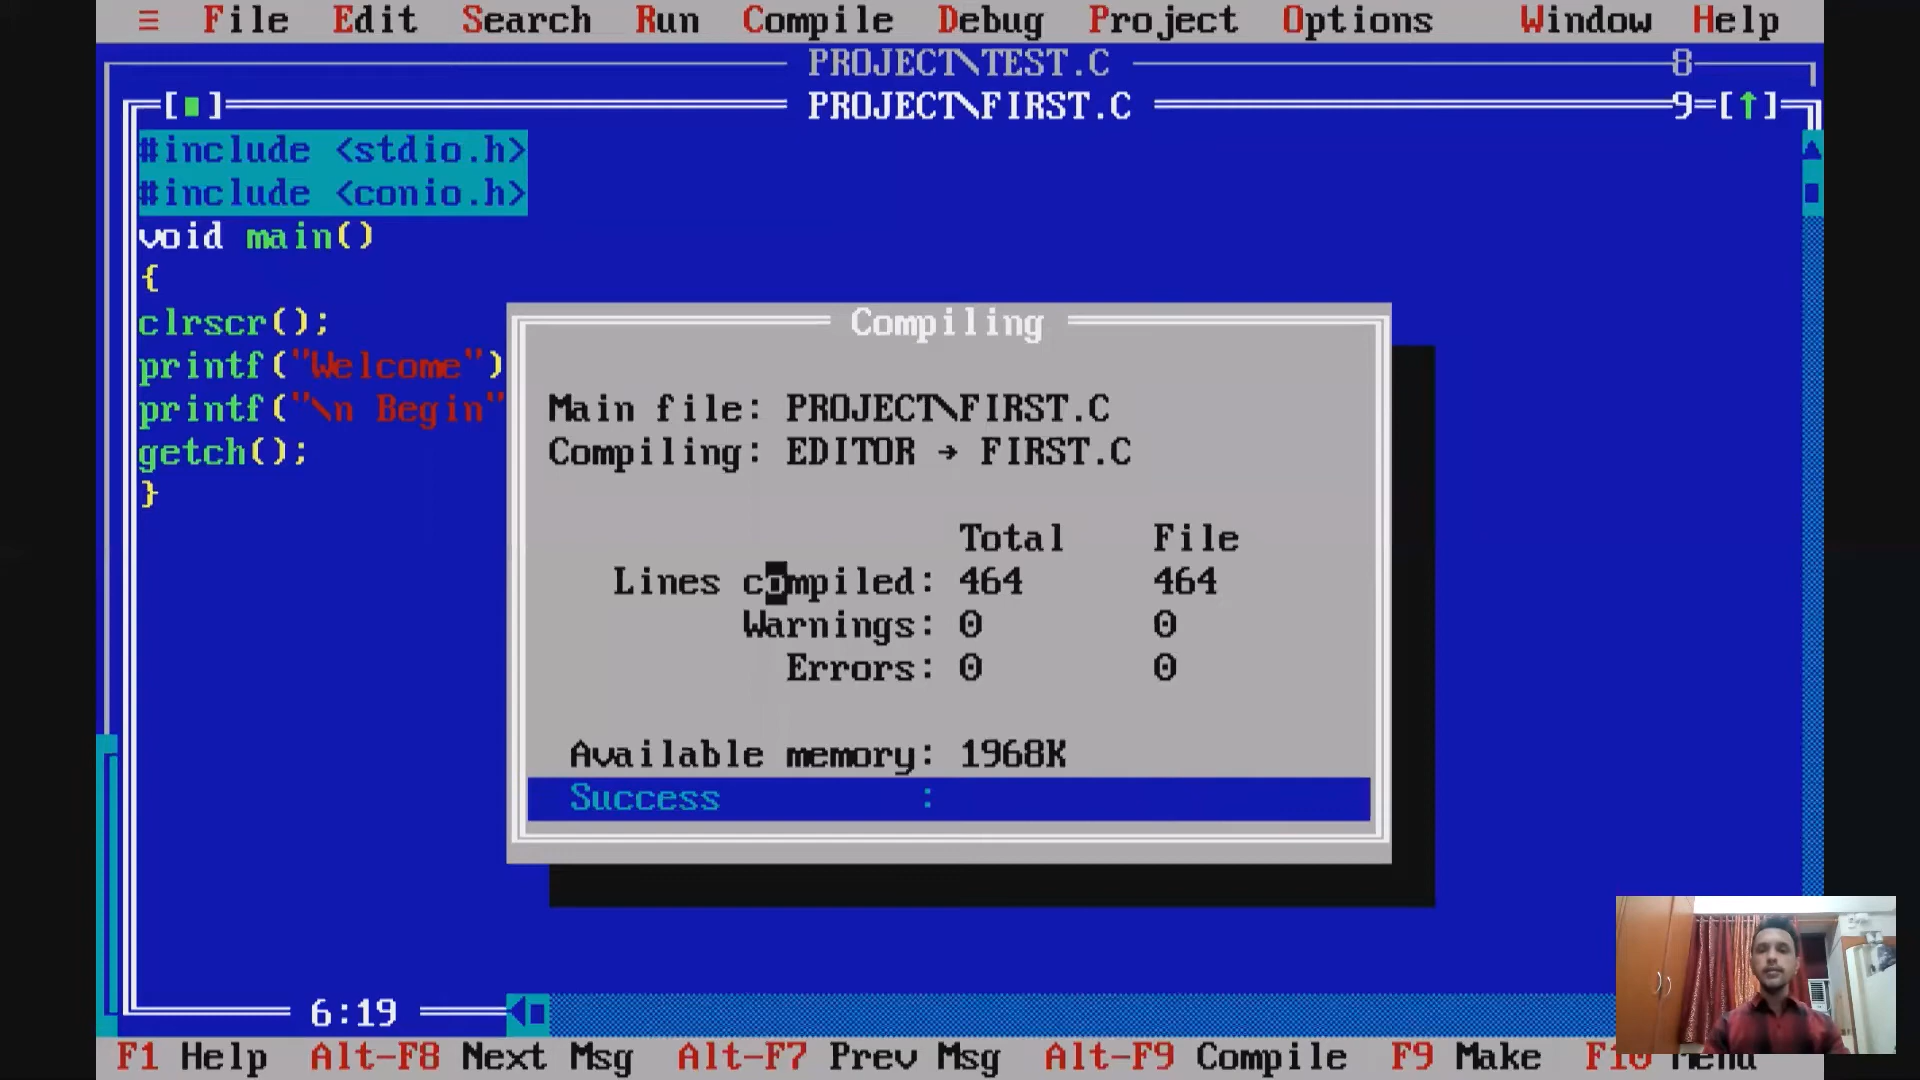 ≡ File Edit Search Run Compile Debug Project Options Window Help
PROJECT\TEST.C 8
[■] PROJECT\FIRST.C 9=[↑]
#include <stdio.h>
#include <conio.h>
void main()
{
clrscr();
printf("Welcome")
printf("\n Begin"
getch();
}
Compiling
Main file: PROJECT\FIRST.C
Compiling: EDITOR → FIRST.C
Total File
Lines compiled: 464 464
Warnings: 0 0
Errors: 0 0
Available memory: 1968K
Success :
6:19
F1 Help Alt-F8 Next Msg Alt-F7 Prev Msg Alt-F9 Compile F9 Make F10 Menu